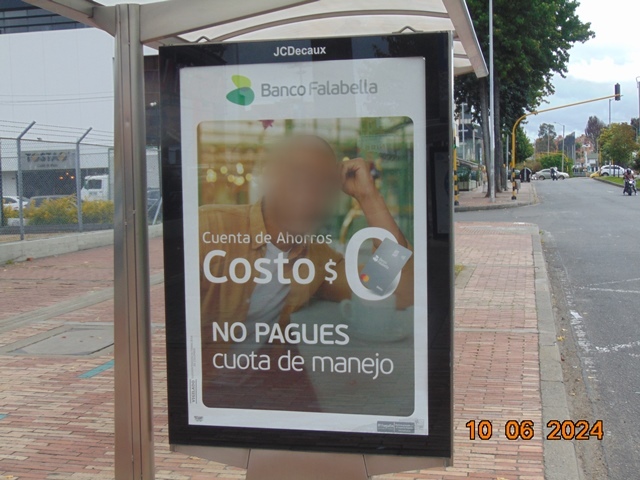 JCDecaux
Banco Falabella
Cuenta de Ahorros
Costo $0
NO PAGUES
cuota de manejo
10 06 2024